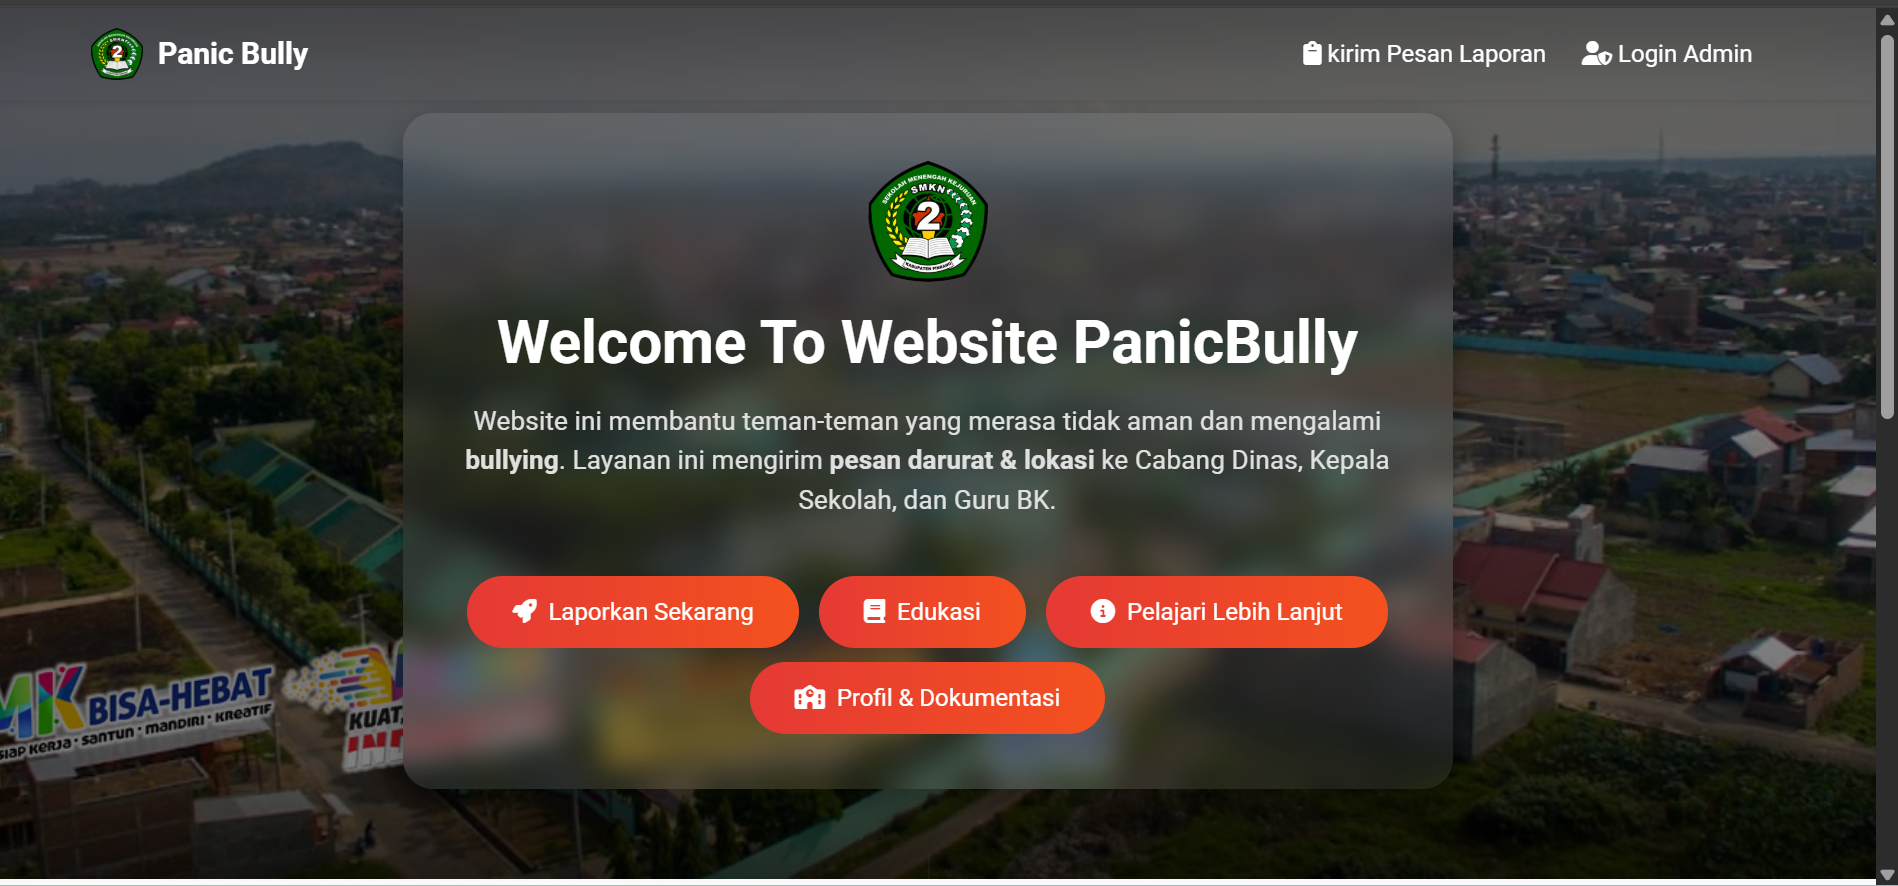 Panic Bully
kirim Pesan Laporan
Login Admin
SEKOLAH MENENGAH KEJURUAN
SMKN
2
KABUPATEN PINRANG
Welcome To Website PanicBully
Website ini membantu teman-teman yang merasa tidak aman dan mengalami
bullying. Layanan ini mengirim pesan darurat & lokasi ke Cabang Dinas, Kepala
Sekolah, dan Guru BK.
Laporkan Sekarang
Edukasi
Pelajari Lebih Lanjut
Profil & Dokumentasi
MK BISA-HEBAT
SIAP KERJA • SANTUN • MANDIRI • KREATIF
KUAT